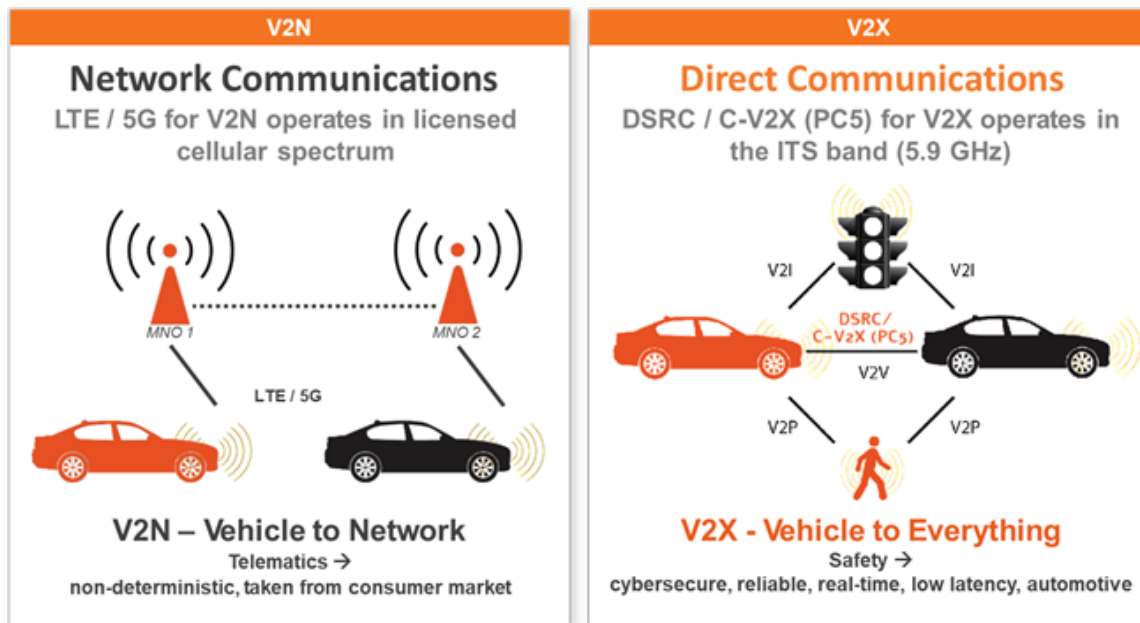 V2N
Network Communications
LTE / 5G for V2N operates in licensed
cellular spectrum
MNO 1
MNO 2
LTE / 5G
V2N – Vehicle to Network
Telematics →
non-deterministic, taken from consumer market
V2X
Direct Communications
DSRC / C-V2X (PC5) for V2X operates in
the ITS band (5.9 GHz)
V2I
V2I
DSRC/
C-V2X (PC5)
V2V
V2P
V2P
V2X - Vehicle to Everything
Safety →
cybersecure, reliable, real-time, low latency, automotive